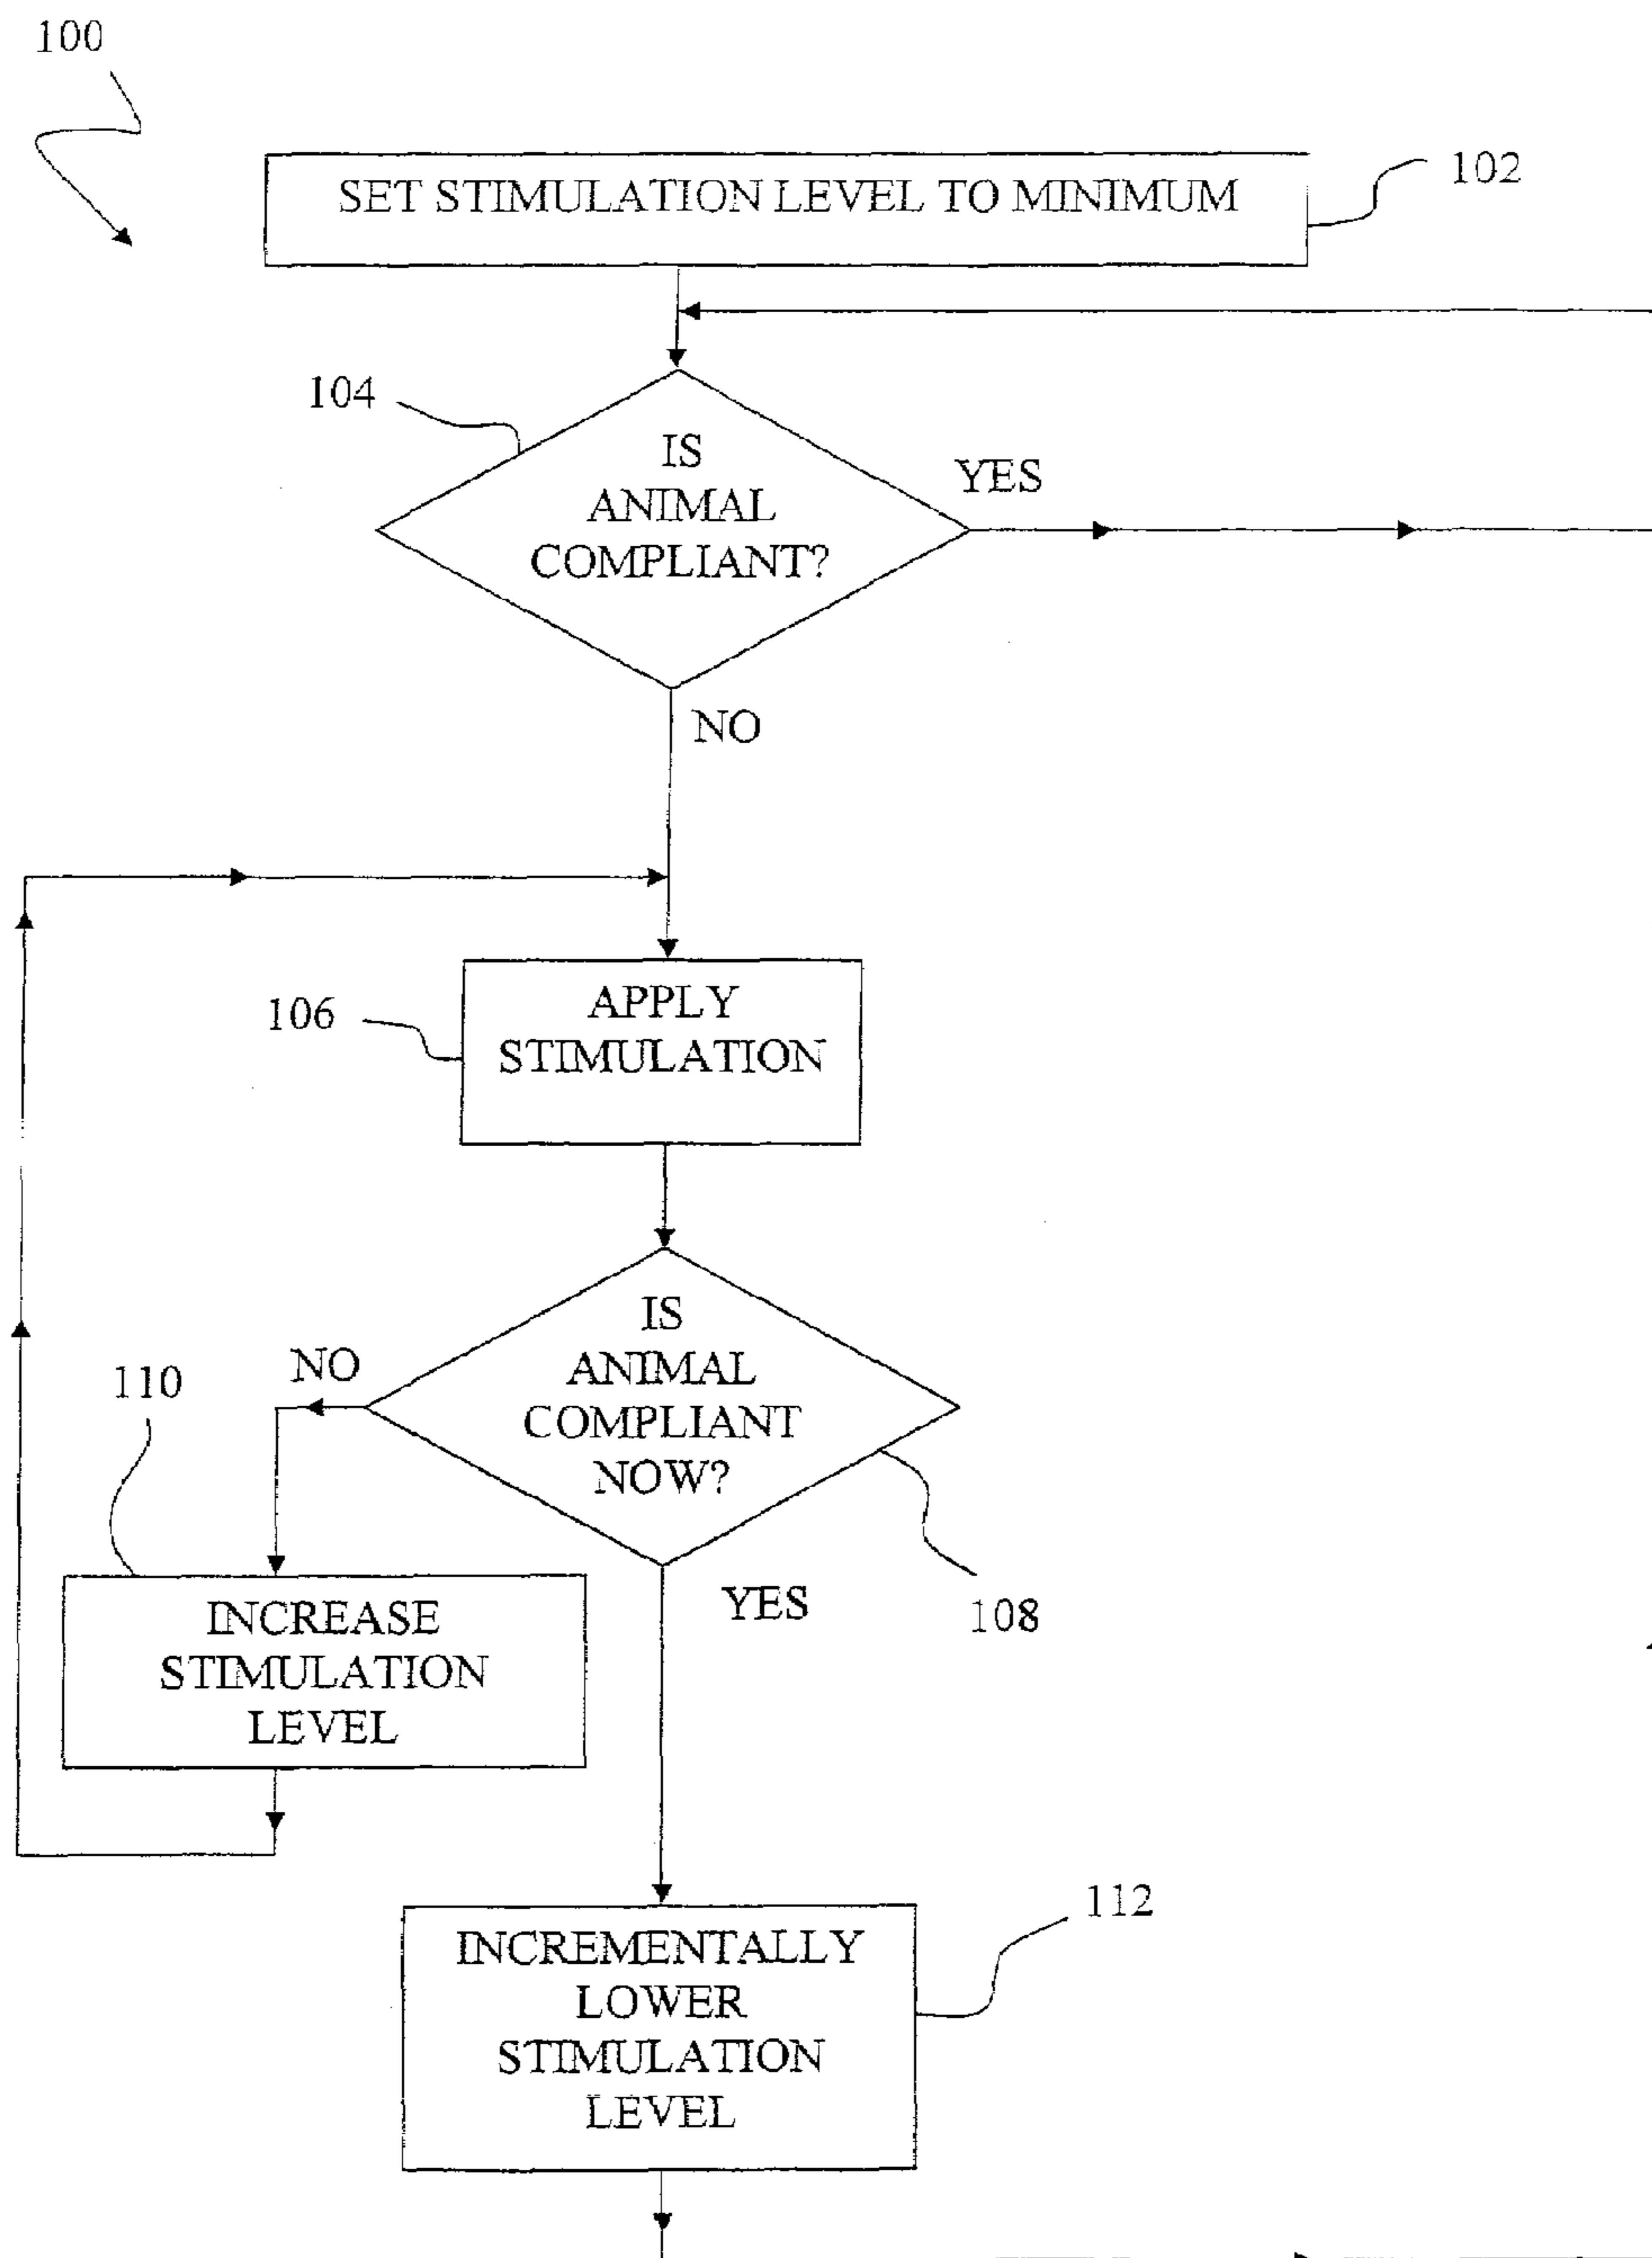 100
SET STIMULATION LEVEL TO MINIMUM
102
104
IS
ANIMAL
COMPLIANT?
YES
NO
106
APPLY
STIMULATION
IS
ANIMAL
COMPLIANT
NOW?
NO
110
YES
108
INCREASE
STIMULATION
LEVEL
112
INCREMENTALLY
LOWER
STIMULATION
LEVEL